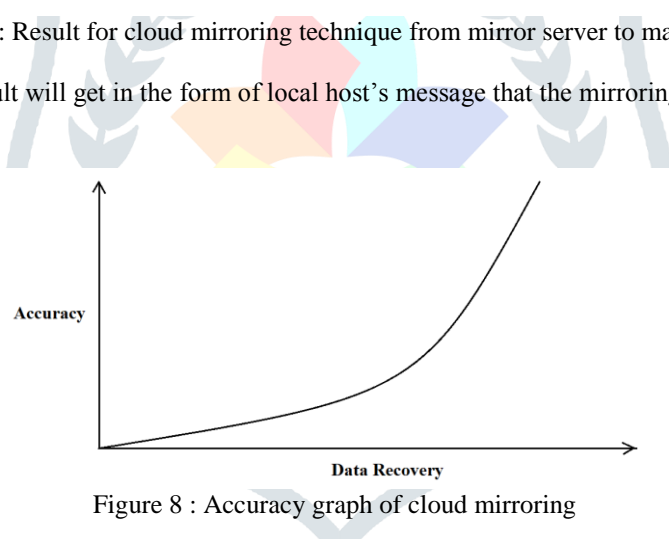 : Result for cloud mirroring technique from mirror server to ma
ult will get in the form of local host’s message that the mirroring
Accuracy
Data Recovery
Figure 8 : Accuracy graph of cloud mirroring